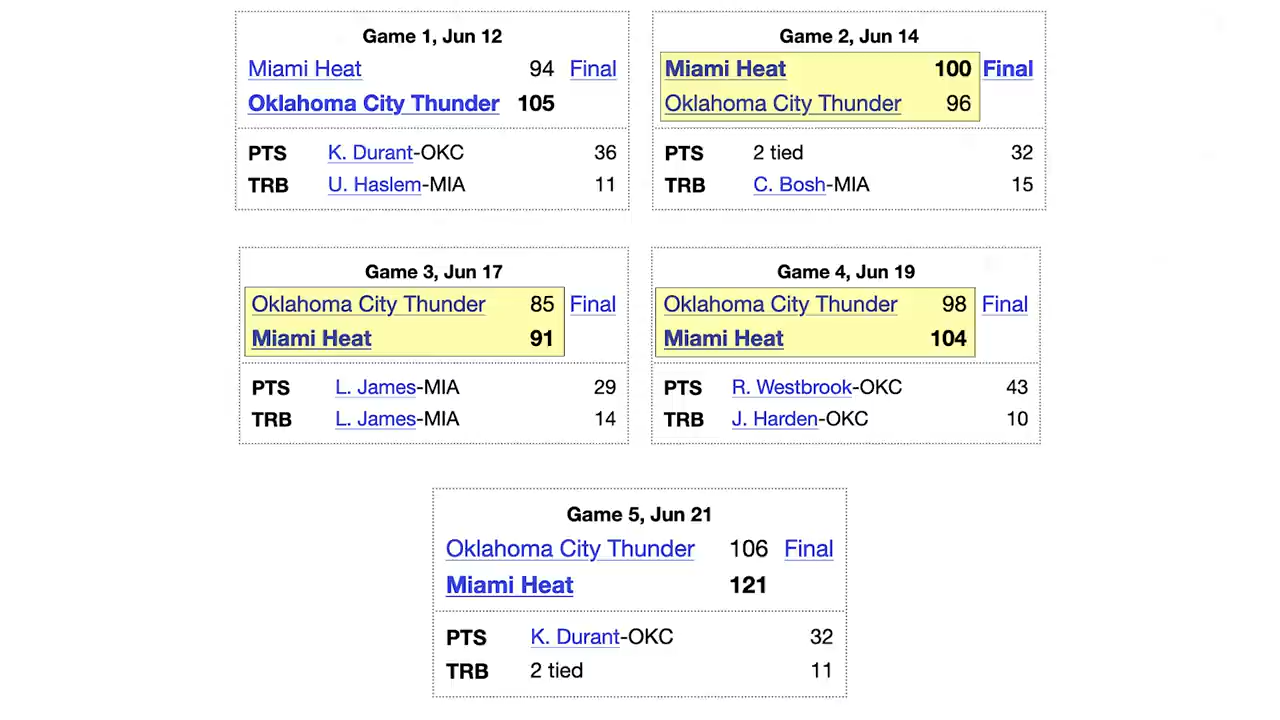 Game 1, Jun 12
Miami Heat 94 Final
Oklahoma City Thunder 105
PTS K. Durant-OKC 36
TRB U. Haslem-MIA 11
Game 2, Jun 14
Miami Heat 100 Final
Oklahoma City Thunder 96
PTS 2 tied 32
TRB C. Bosh-MIA 15
Game 3, Jun 17
Oklahoma City Thunder 85 Final
Miami Heat 91
PTS L. James-MIA 29
TRB L. James-MIA 14
Game 4, Jun 19
Oklahoma City Thunder 98 Final
Miami Heat 104
PTS R. Westbrook-OKC 43
TRB J. Harden-OKC 10
Game 5, Jun 21
Oklahoma City Thunder 106 Final
Miami Heat 121
PTS K. Durant-OKC 32
TRB 2 tied 11